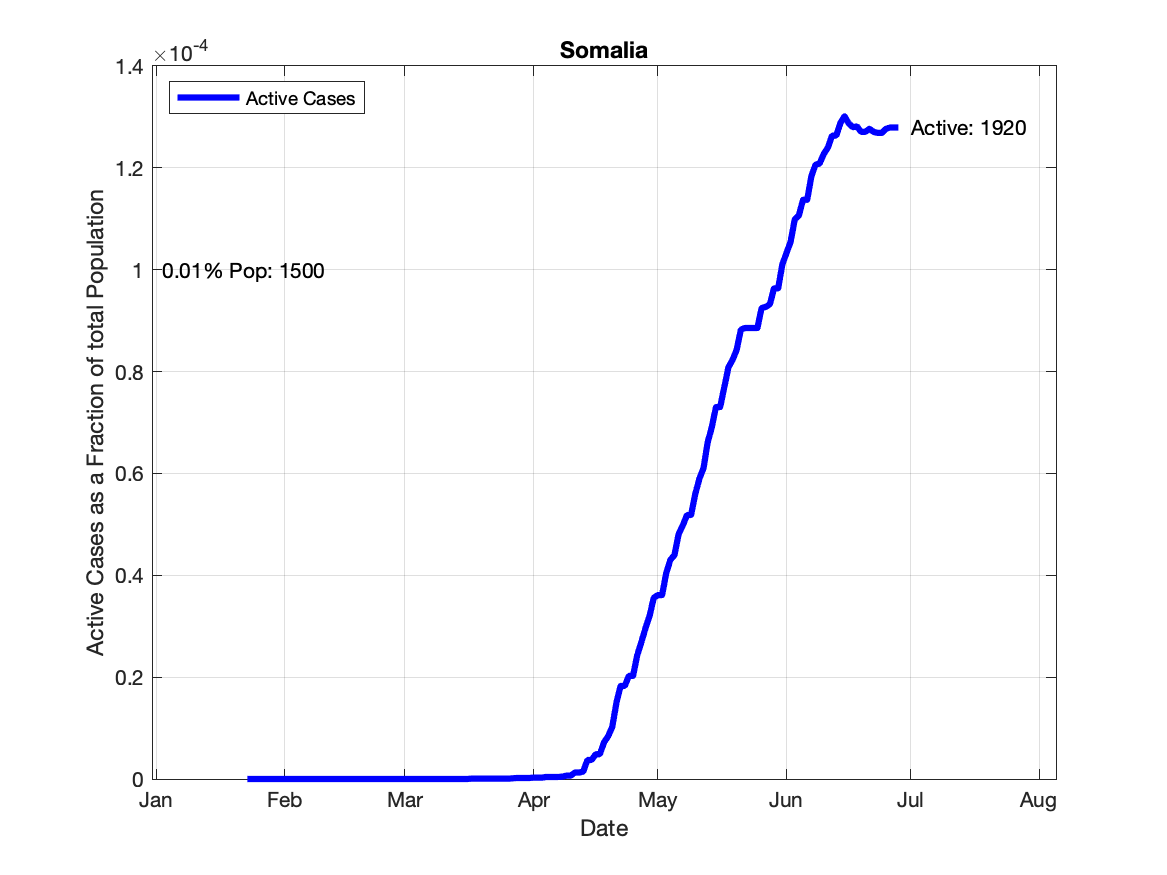 Somalia
×10-4
1.4
1.2
1
0.8
0.6
0.4
0.2
0
Active Cases
Active: 1920
0.01% Pop: 1500
Active Cases as a Fraction of total Population
Jan Feb Mar Apr May Jun Jul Aug
Date